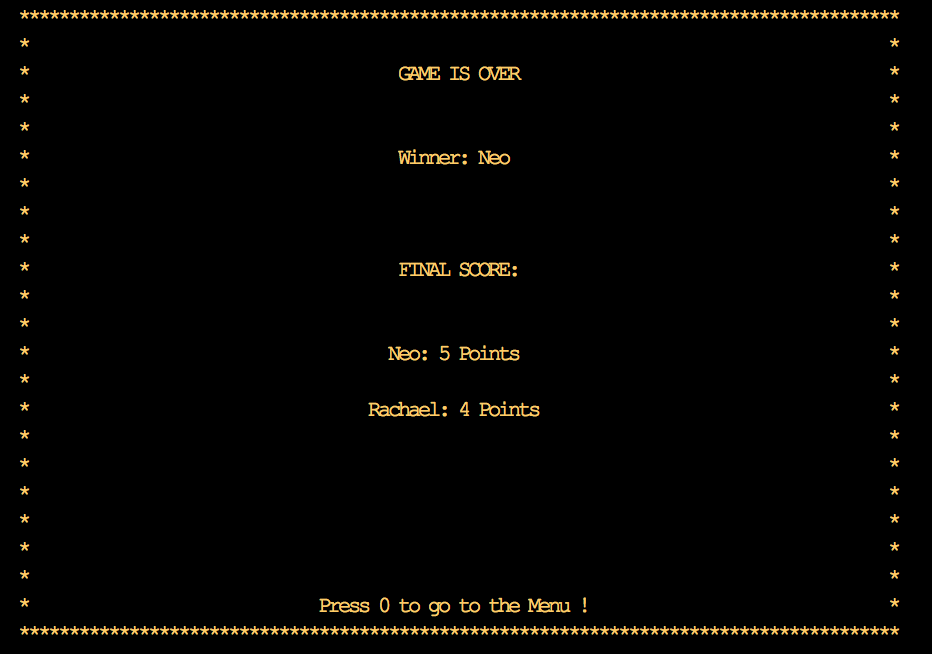 ****************************************************************************************
* *
* GAME IS OVER *
* *
* *
* Winner: Neo *
* *
* *
* *
* FINAL SCORE: *
* *
* *
* Neo: 5 Points *
* *
* Rachael: 4 Points *
* *
* *
* *
* *
* *
* *
* Press 0 to go to the Menu ! *
****************************************************************************************